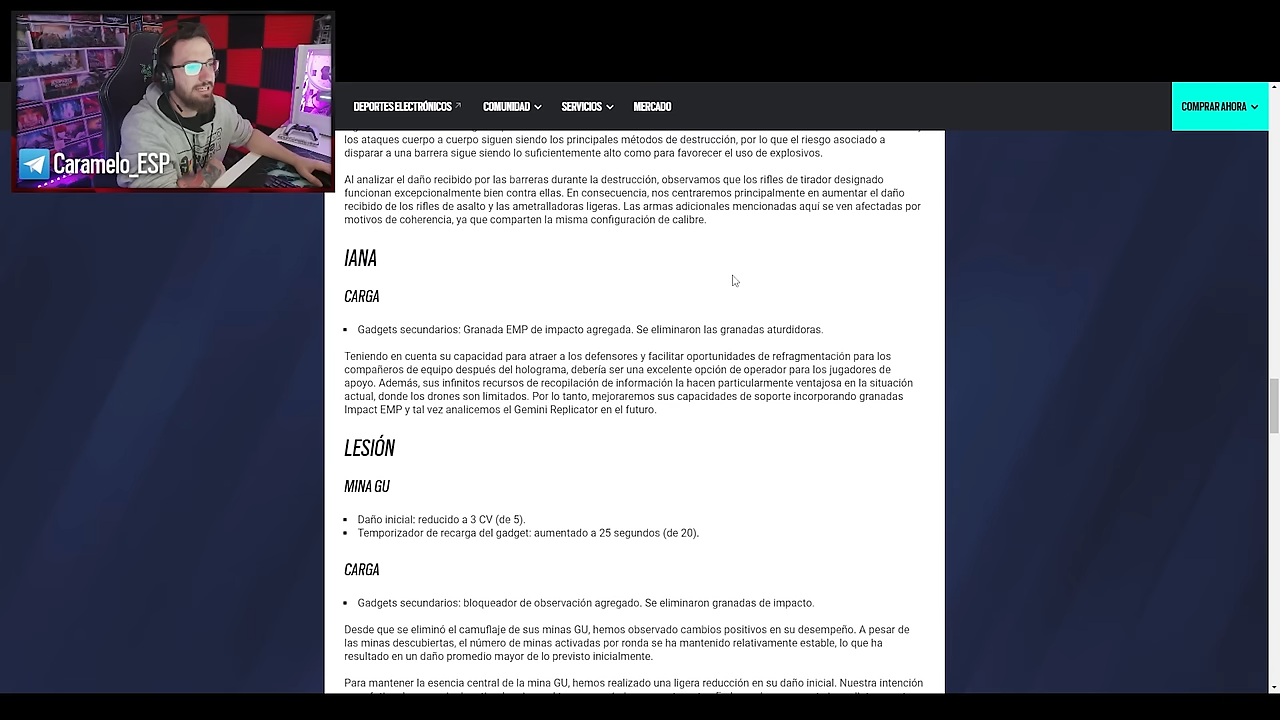 DEPORTES ELECTRÓNICOS
COMUNIDAD
SERVICIOS
MERCADO
COMPRAR AHORA
Caramelo_ESP
los ataques cuerpo a cuerpo siguen siendo los principales métodos de destrucción, por lo que el riesgo asociado a
disparar a una barrera sigue siendo lo suficientemente alto como para favorecer el uso de explosivos.
Al analizar el daño recibido por las barreras durante la destrucción, observamos que los rifles de tirador designado
funcionan excepcionalmente bien contra ellas. En consecuencia, nos centraremos principalmente en aumentar el daño
recibido de los rifles de asalto y las ametralladoras ligeras. Las armas adicionales mencionadas aquí se ven afectadas por
motivos de coherencia, ya que comparten la misma configuración de calibre.
IANA
CARGA
Gadgets secundarios: Granada EMP de impacto agregada. Se eliminaron las granadas aturdidoras.
Teniendo en cuenta su capacidad para atraer a los defensores y facilitar oportunidades de refragmentación para los
compañeros de equipo después del holograma, debería ser una excelente opción de operador para los jugadores de
apoyo. Además, sus infinitos recursos de recopilación de información la hacen particularmente ventajosa en la situación
actual, donde los drones son limitados. Por lo tanto, mejoraremos sus capacidades de soporte incorporando granadas
Impact EMP y tal vez analicemos el Gemini Replicator en el futuro.
LESIÓN
MINA GU
Daño inicial: reducido a 3 CV (de 5).
Temporizador de recarga del gadget: aumentado a 25 segundos (de 20).
CARGA
Gadgets secundarios: bloqueador de observación agregado. Se eliminaron granadas de impacto.
Desde que se eliminó el camuflaje de sus minas GU, hemos observado cambios positivos en su desempeño. A pesar de
las minas descubiertas, el número de minas activadas por ronda se ha mantenido relativamente estable, lo que ha
resultado en un daño promedio mayor de lo previsto inicialmente.
Para mantener la esencia central de la mina GU, hemos realizado una ligera reducción en su daño inicial. Nuestra intención